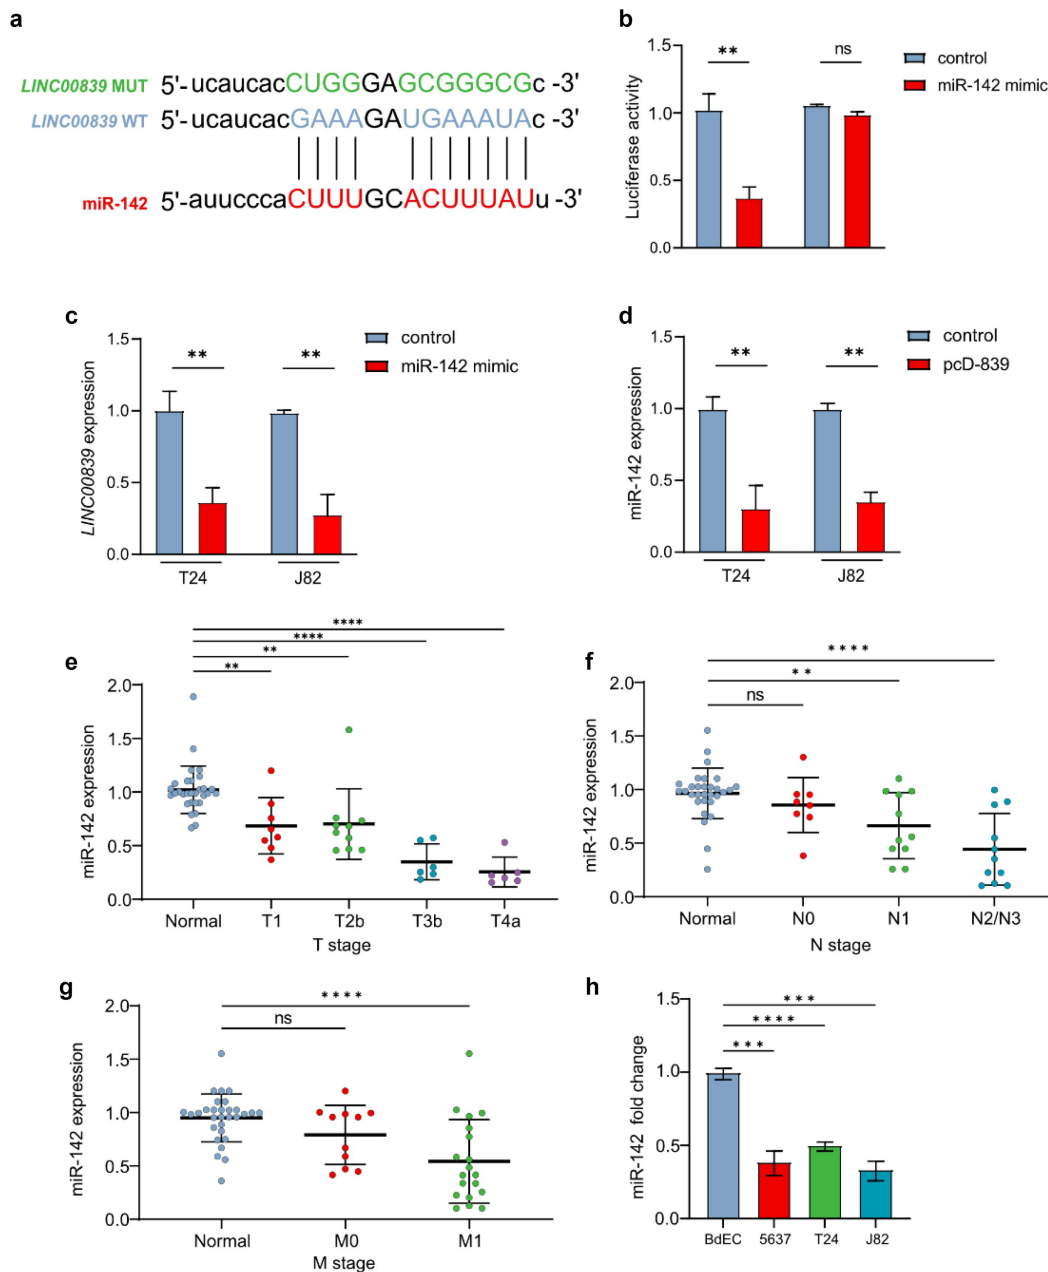 a
LINC00839 MUT 5'-ucaucacCUGGGAGCGGGCGc -3'
LINC00839 WT 5'-ucaucacGAAAGAUGAAAUAc -3'
miR-142 5'-auucccaCUUUGCACUUUAUu -3'
b
Luciferase activity
1.5
1.0
0.5
0.0
**
ns
control
miR-142 mimic
c
LINC00839 expression
1.5
1.0
0.5
0.0
**
**
control
miR-142 mimic
T24
J82
d
miR-142 expression
1.5
1.0
0.5
0.0
**
**
control
pcD-839
T24
J82
e
miR-142 expression
2.0
1.5
1.0
0.5
0.0
****
****
**
**
Normal
T1
T2b
T3b
T4a
T stage
f
miR-142 expression
2.0
1.5
1.0
0.5
0.0
****
**
ns
Normal
N0
N1
N2/N3
N stage
g
miR-142 expression
2.0
1.5
1.0
0.5
0.0
****
ns
Normal
M0
M1
M stage
h
miR-142 fold change
1.5
1.0
0.5
0.0
***
****
***
BdEC
5637
T24
J82